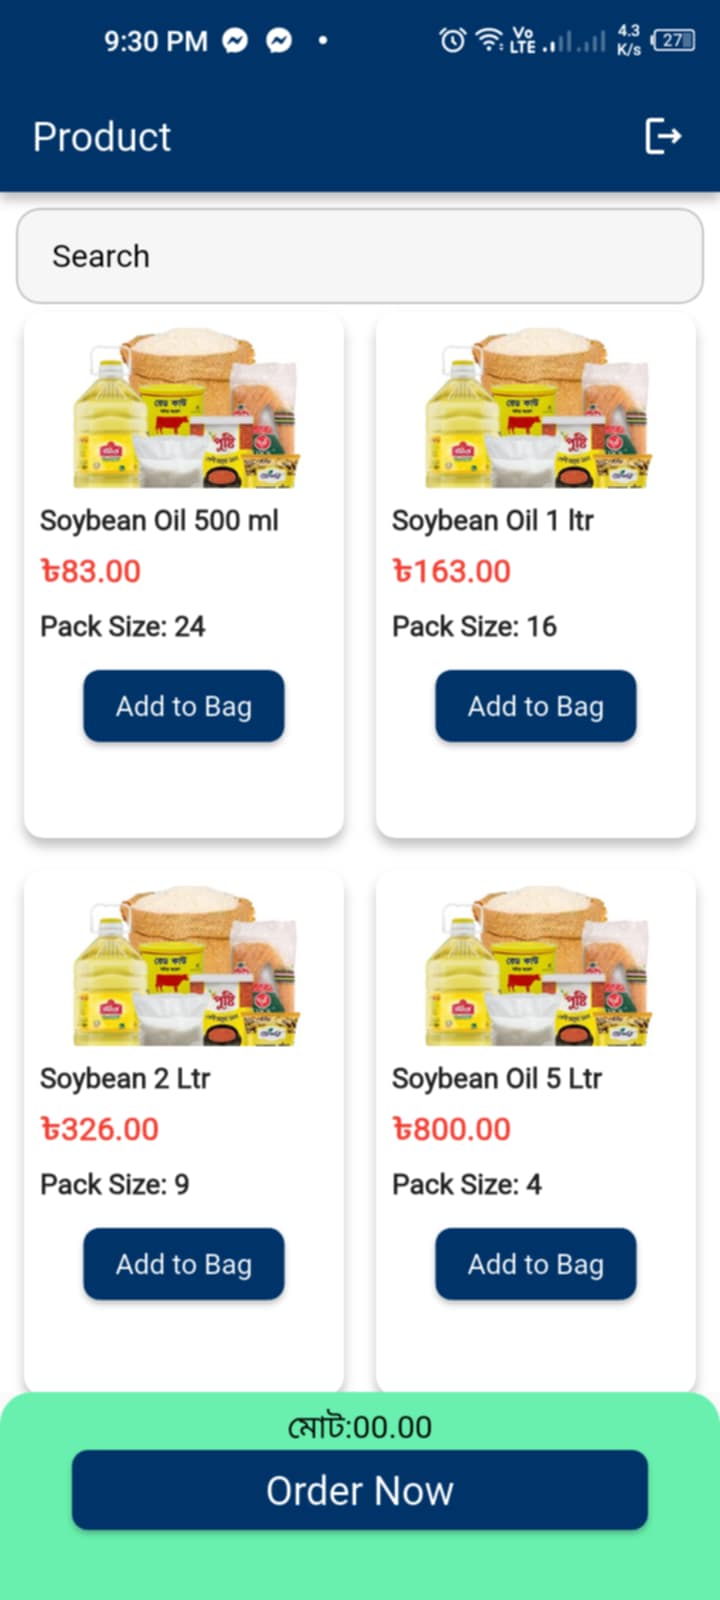 9:30 PM
Vo LTE
4.3 K/s
27
Product
Search
Soybean Oil 500 ml
৳83.00
Pack Size: 24
Add to Bag
Soybean Oil 1 ltr
৳163.00
Pack Size: 16
Add to Bag
Soybean 2 Ltr
৳326.00
Pack Size: 9
Add to Bag
Soybean Oil 5 Ltr
৳800.00
Pack Size: 4
Add to Bag
মোট:00.00
Order Now